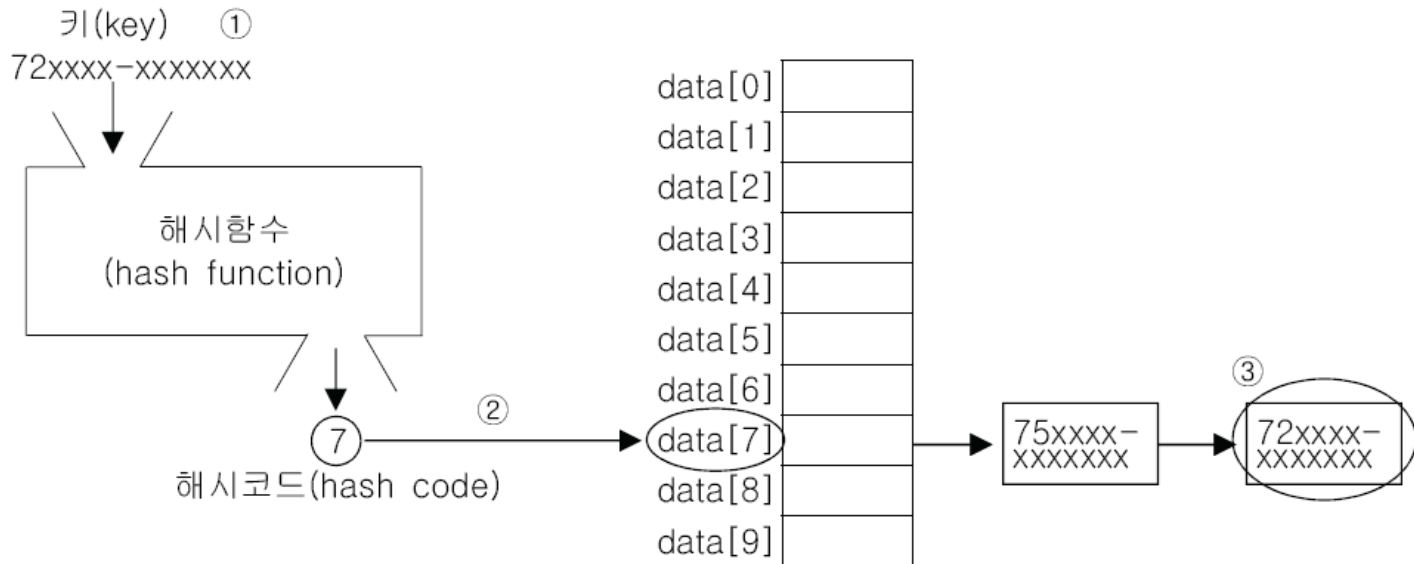 키(key) ①
72xxxx-xxxxxxx
해시함수
(hash function)
7
해시코드(hash code)
②
data[0]
data[1]
data[2]
data[3]
data[4]
data[5]
data[6]
data[7]
data[8]
data[9]
75xxxx-
xxxxxxx
③
72xxxx-
xxxxxxx